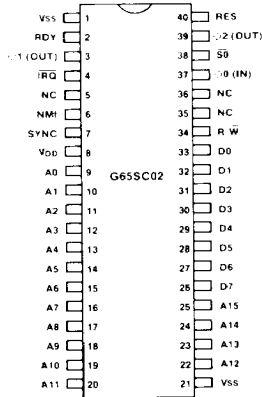 Vss 1 40 RES
RDY 2 39 ∅2 (OUT)
∅1 (OUT) 3 38 S0
IRQ 4 37 ∅0 (IN)
NC 5 36 NC
NMI 6 35 NC
SYNC 7 34 R W
VDD 8 33 D0
A0 9 32 D1
G65SC02
A1 10 31 D2
A2 11 30 D3
A3 12 29 D4
A4 13 28 D5
A5 14 27 D6
A6 15 26 D7
A7 16 25 A15
A8 17 24 A14
A9 18 23 A13
A10 19 22 A12
A11 20 21 Vss